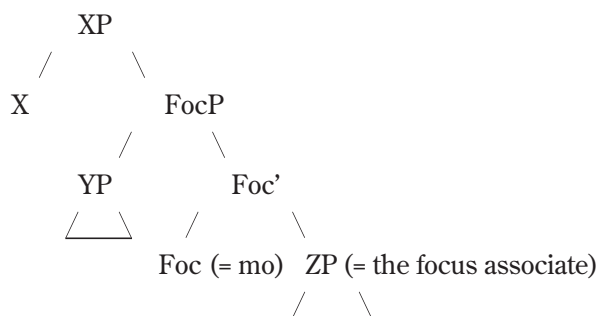 XP
X FocP
YP Foc’
Foc (= mo) ZP (= the focus associate)